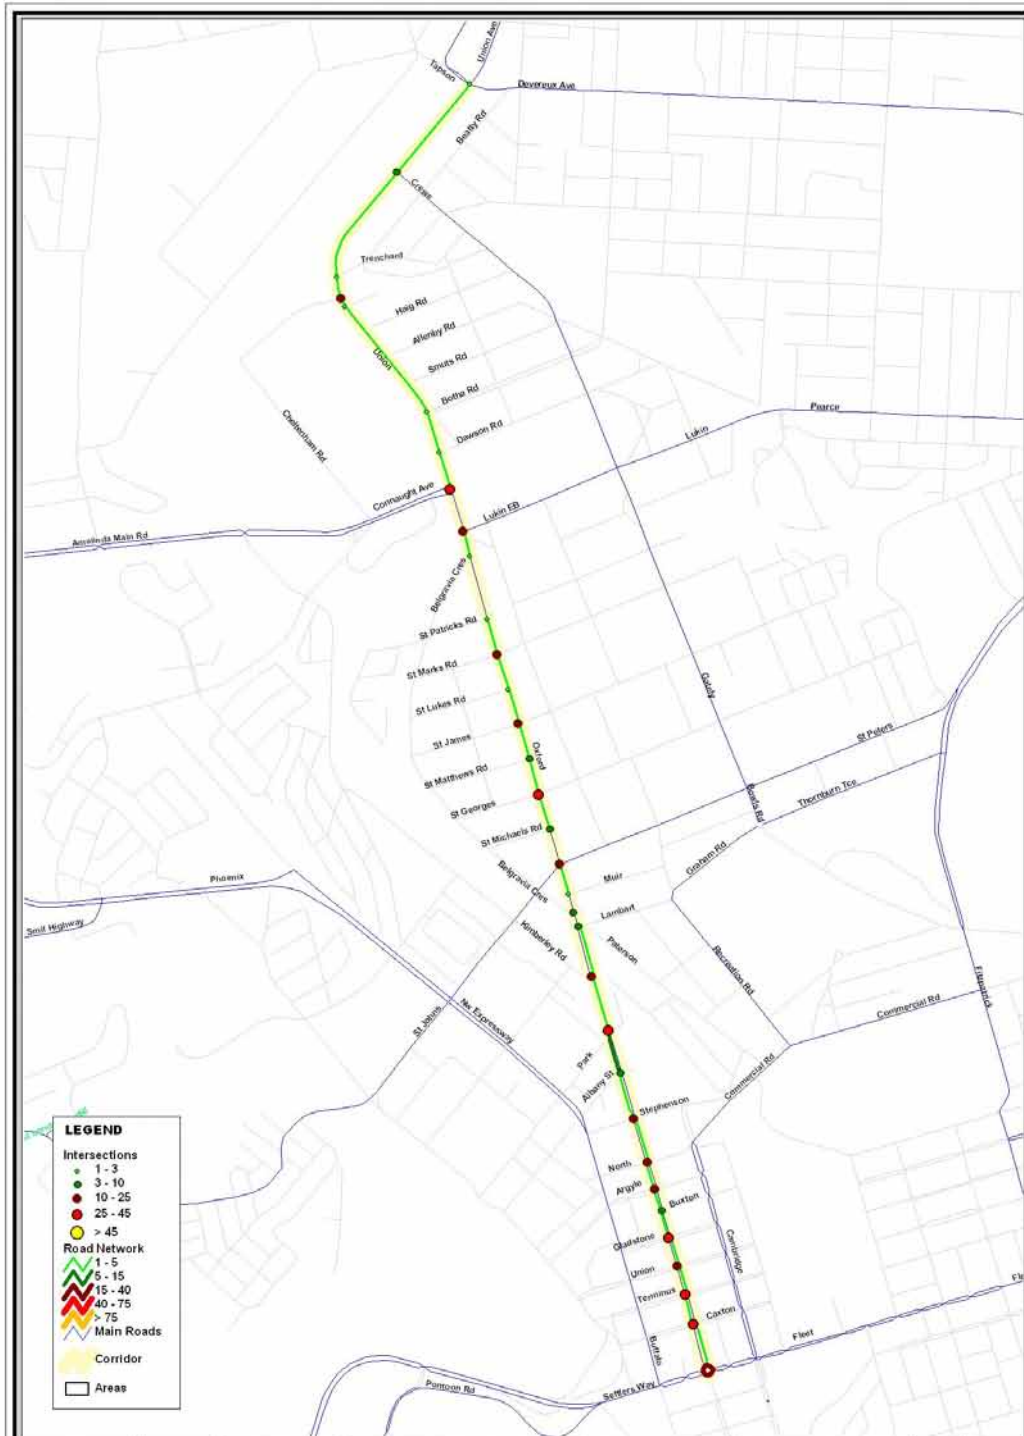 Union Ave
Tapson
Devereux Ave
Beatty Rd
Crewe
Trenchard
Haig Rd
Allenby Rd
Union
Smuts Rd
Botha Rd
Pearce
Cheltenham Rd
Dawson Rd
Lukin
Connaught Ave
Lukin EB
Amalinda Main Rd
Belgravia Cres
St Patricks Rd
St Marks Rd
Galaly
St Lukes Rd
St Peters
St James
Oxford
St Matthews Rd
Thornburn Tce
St Georges
St Michaels Rd
Graham Rd
Belgravia Cres
Muir
Phoenix
Lambart
Smit Highway
Kimberley Rd
Paterson
Recreation Rd
Fitzpatrick
St Johns
Nw Expressway
Commercial Rd
Park
Albany St
Commercial Rd
Stephenson
North
Argyle
Buxton
Gladstone
Cambridge
Union
Terminus
Caxton
Fleet
Buffalo
Settlers Way
Pontoon Rd
LEGEND
Intersections
1 - 3
3 - 10
10 - 25
25 - 45
> 45
Road Network
1 - 5
5 - 15
15 - 40
40 - 75
> 75
Main Roads
Corridor
Areas